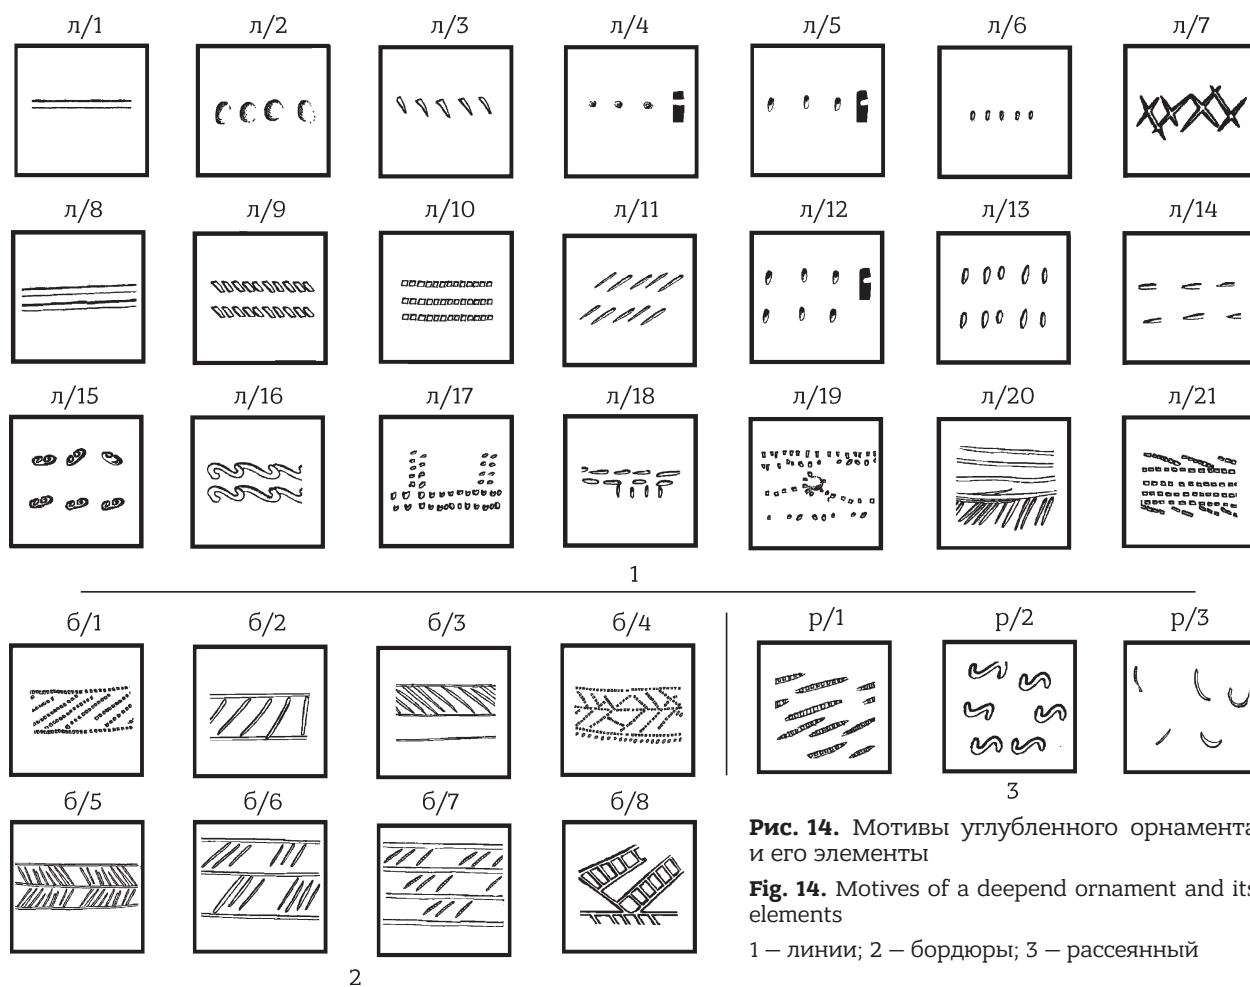 л/1 л/2 л/3 л/4 л/5 л/6 л/7
л/8 л/9 л/10 л/11 л/12 л/13 л/14
л/15 л/16 л/17 л/18 л/19 л/20 л/21
1
б/1 б/2 б/3 б/4
р/1 р/2 р/3
3
б/5 б/6 б/7 б/8
2
Рис. 14. Мотивы углубленного орнамента
и его элементы
Fig. 14. Motives of a deepend ornament and its
elements
1 – линии; 2 – бордюры; 3 – рассеянный